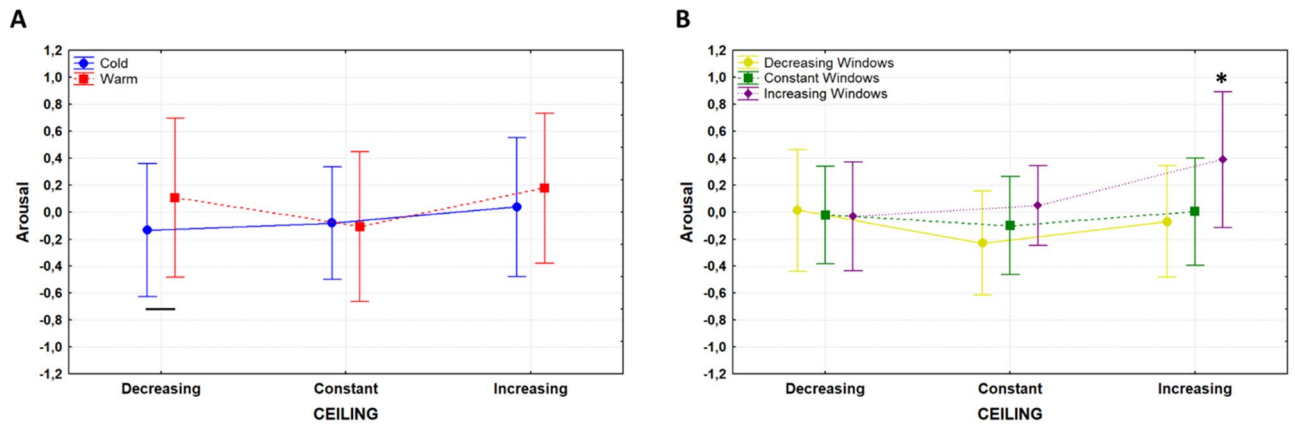 A
1,2
1,0
0,8
0,6
0,4
0,2
0,0
-0,2
-0,4
-0,6
-0,8
-1,0
-1,2
Arousal
Cold
Warm
Decreasing Constant Increasing
CEILING
B
1,2
1,0
0,8
0,6
0,4
0,2
0,0
-0,2
-0,4
-0,6
-0,8
-1,0
-1,2
Arousal
Decreasing Windows
Constant Windows
Increasing Windows
*
Decreasing Constant Increasing
CEILING